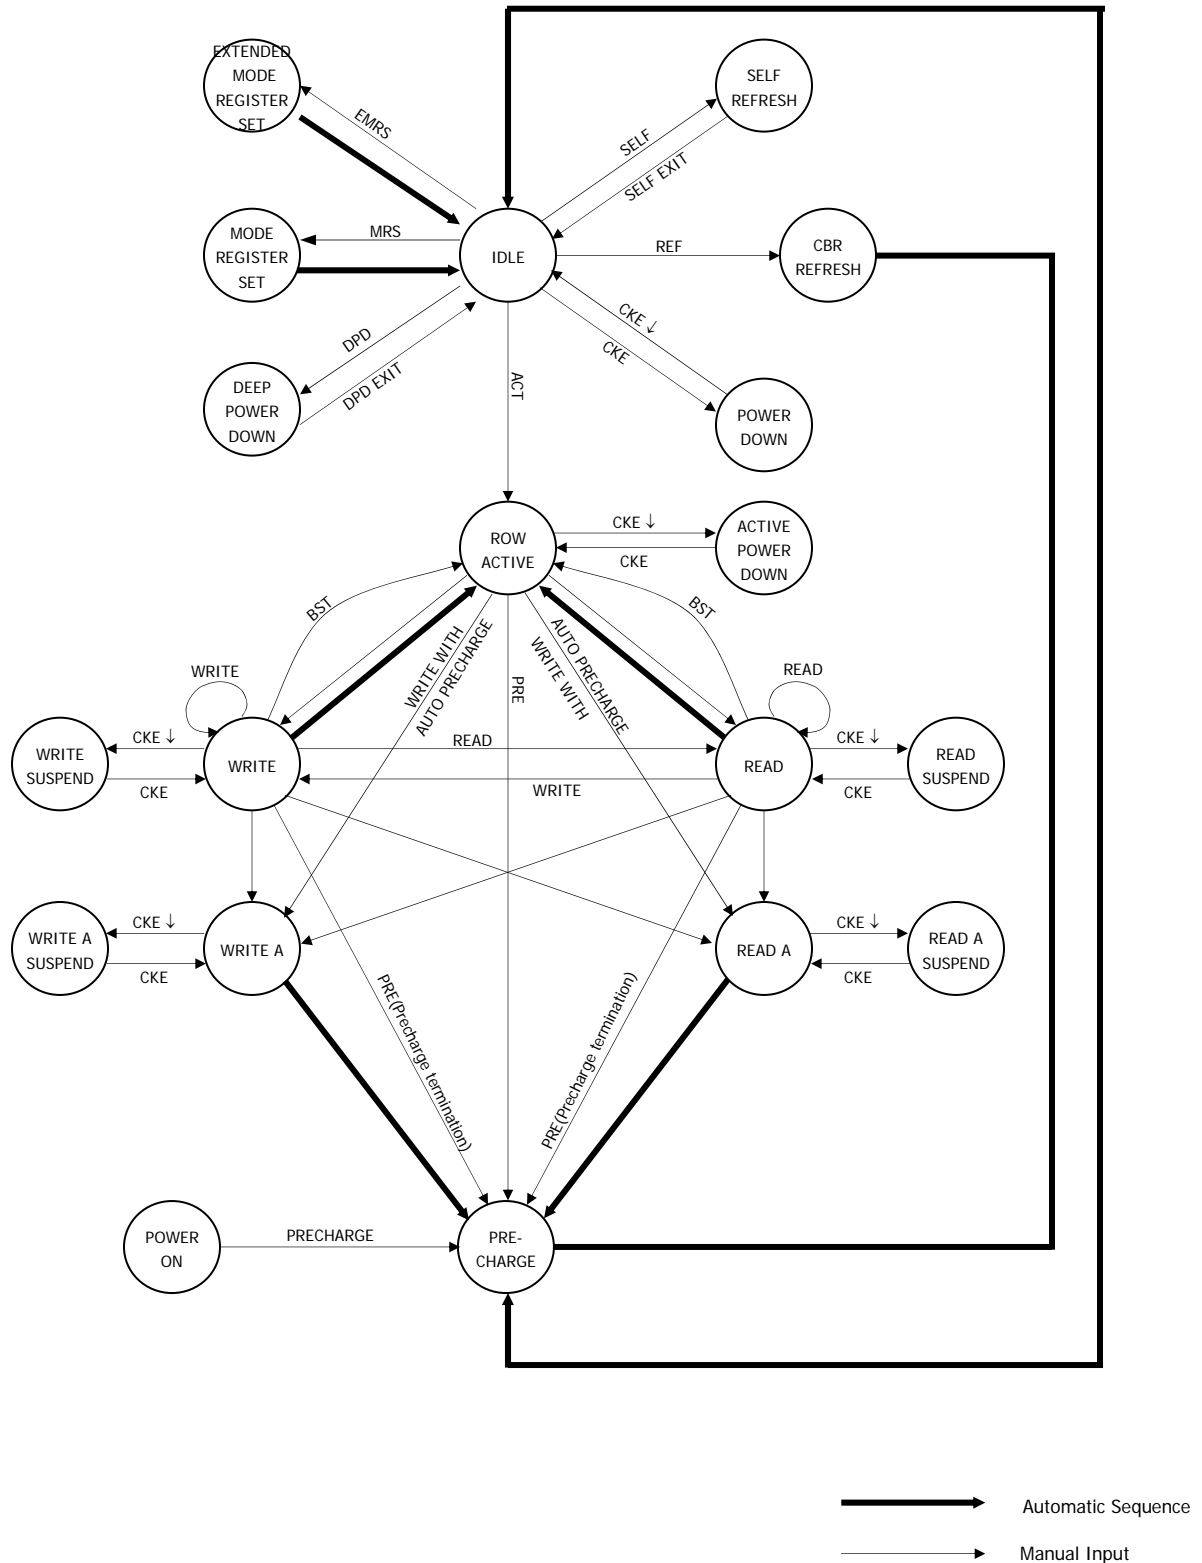 EXTENDED
MODE
REGISTER
SET
EMRS
SELF
REFRESH
SELF
SELF EXIT
MODE
REGISTER
SET
MRS
IDLE
REF
CBR
REFRESH
DPD
DPD EXIT
CKE ↓
CKE
ACT
DEEP
POWER
DOWN
POWER
DOWN
ROW
ACTIVE
CKE ↓
CKE
ACTIVE
POWER
DOWN
BST
BST
WRITE WITH
AUTO PRECHARGE
PRE
AUTO PRECHARGE
WRITE WITH
WRITE
READ
WRITE
SUSPEND
CKE ↓
CKE
WRITE
READ
WRITE
READ
CKE ↓
CKE
READ
SUSPEND
WRITE A
SUSPEND
CKE ↓
CKE
WRITE A
READ A
CKE ↓
CKE
READ A
SUSPEND
PRE(Precharge termination)
PRE(Precharge termination)
POWER
ON
PRECHARGE
PRE-
CHARGE
Automatic Sequence
Manual Input